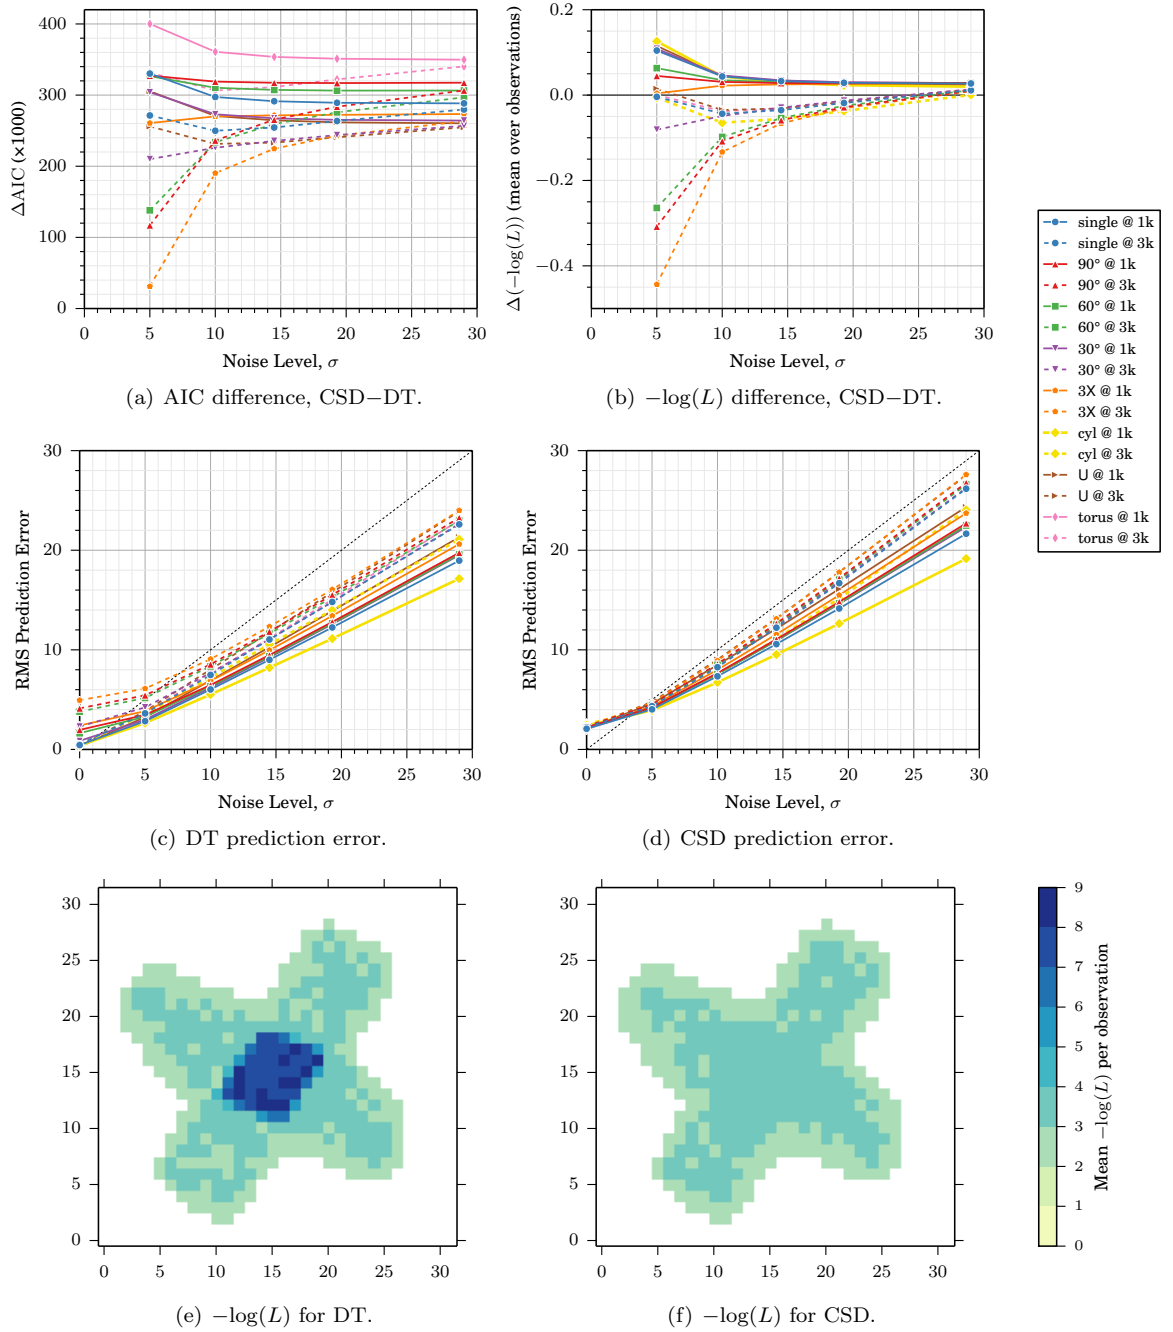 400
300
200
100
0
ΔAIC (×1000)
0 5 10 15 20 25 30
Noise Level, σ
(a) AIC difference, CSD−DT.
0.2
0.0
−0.2
−0.4
Δ(−log(L)) (mean over observations)
0 5 10 15 20 25 30
Noise Level, σ
(b) −log(L) difference, CSD−DT.
single @ 1k
single @ 3k
90° @ 1k
90° @ 3k
60° @ 1k
60° @ 3k
30° @ 1k
30° @ 3k
3X @ 1k
3X @ 3k
cyl @ 1k
cyl @ 3k
U @ 1k
U @ 3k
torus @ 1k
torus @ 3k
30
20
10
0
RMS Prediction Error
0 5 10 15 20 25 30
Noise Level, σ
(c) DT prediction error.
30
20
10
0
RMS Prediction Error
0 5 10 15 20 25 30
Noise Level, σ
(d) CSD prediction error.
30
25
20
15
10
5
0
0 5 10 15 20 25 30
(e) −log(L) for DT.
30
25
20
15
10
5
0
0 5 10 15 20 25 30
(f) −log(L) for CSD.
9
8
7
6
5
4
3
2
1
0
Mean −log(L) per observation